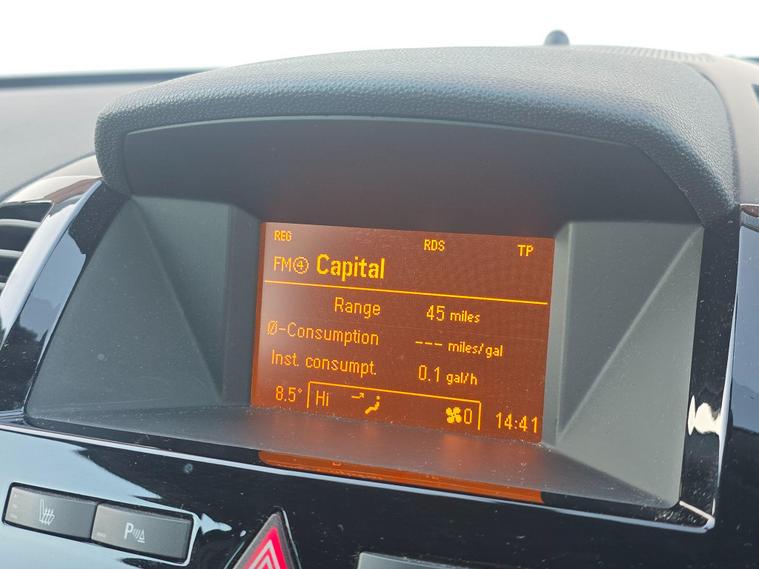 REG RDS TP
FM④ Capital
Range 45 miles
Ø-Consumption --- miles/gal
Inst. consumpt. 0.1 gal/h
8.5° Hi 0 14:41
P